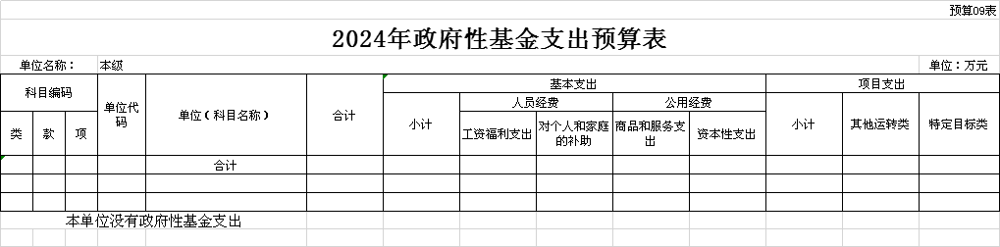 预算09表
2024年政府性基金支出预算表
单位名称： 本级 单位：万元
科目编码 单位代码 单位（科目名称） 合计 基本支出 项目支出
小计 人员经费 公用经费 小计 其他运转类 特定目标类
类 款 项 工资福利支出 对个人和家庭的补助 商品和服务支出 资本性支出
合计
本单位没有政府性基金支出